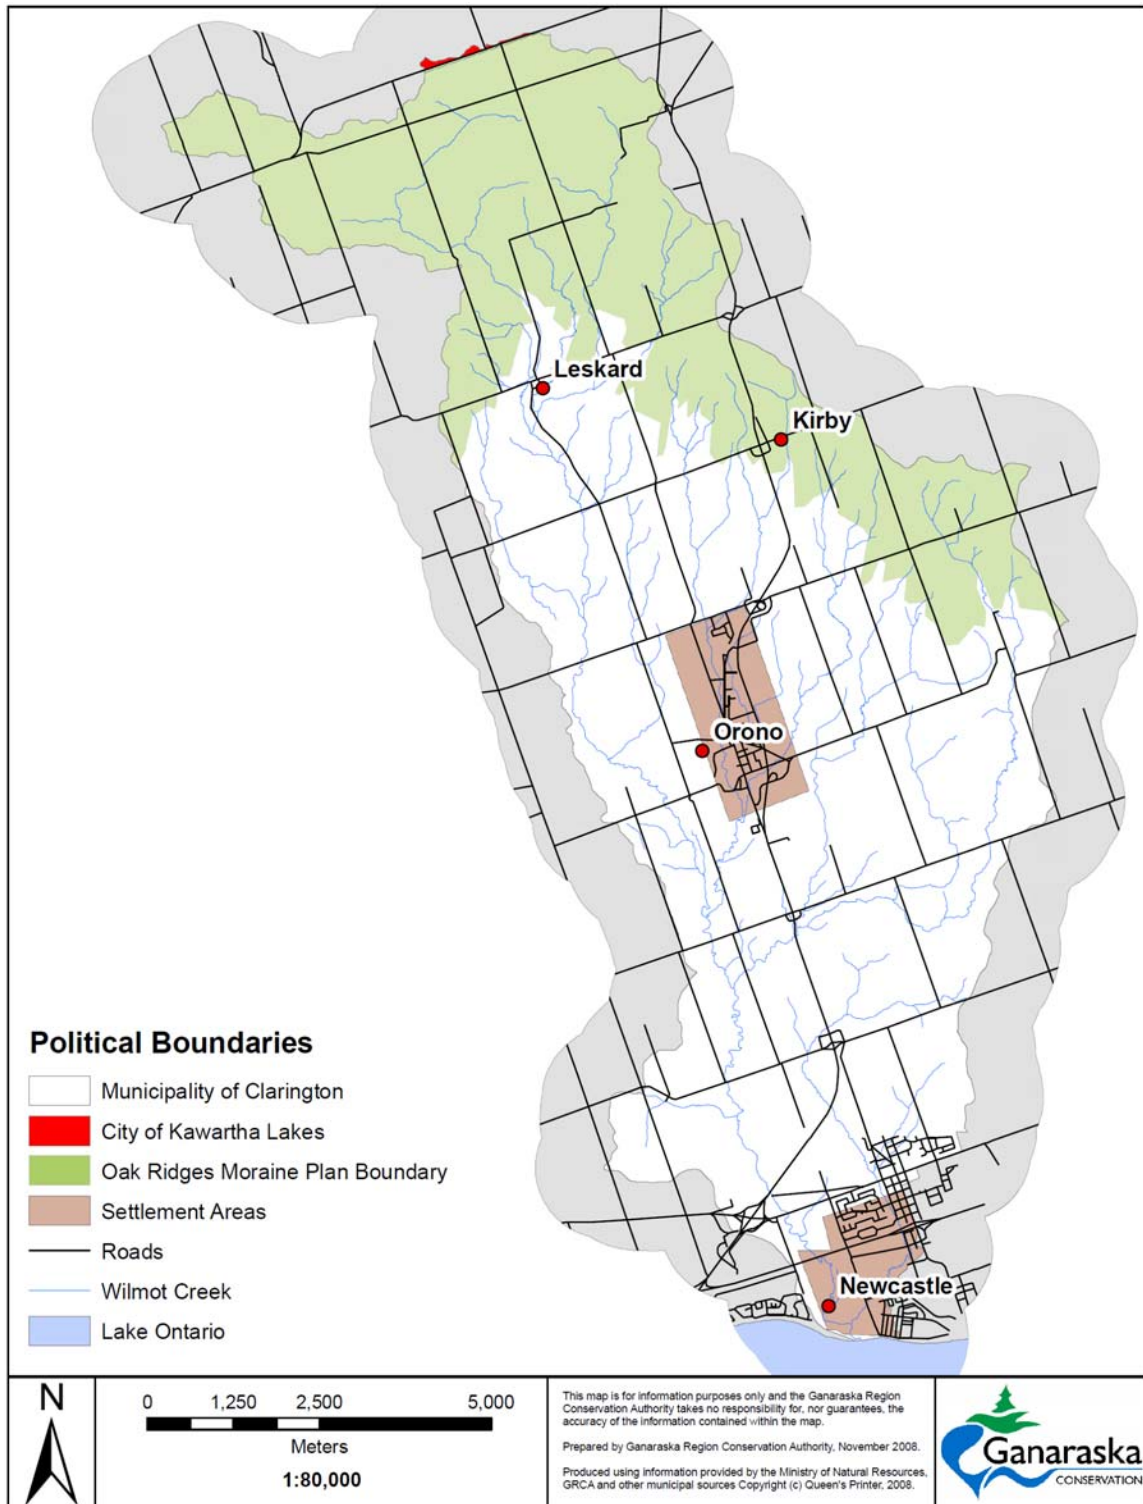 Leskard
Kirby
Orono
Newcastle
Political Boundaries
Municipality of Clarington
City of Kawartha Lakes
Oak Ridges Moraine Plan Boundary
Settlement Areas
Roads
Wilmot Creek
Lake Ontario
N
0 1,250 2,500 5,000
Meters
1:80,000
This map is for information purposes only and the Ganaraska Region
Conservation Authority takes no responsibility for, nor guarantees, the
accuracy of the information contained within the map.
Prepared by Ganaraska Region Conservation Authority, November 2008.
Produced using information provided by the Ministry of Natural Resources,
GRCA and other municipal sources Copyright (c) Queen's Printer, 2008.
Ganaraska
CONSERVATION